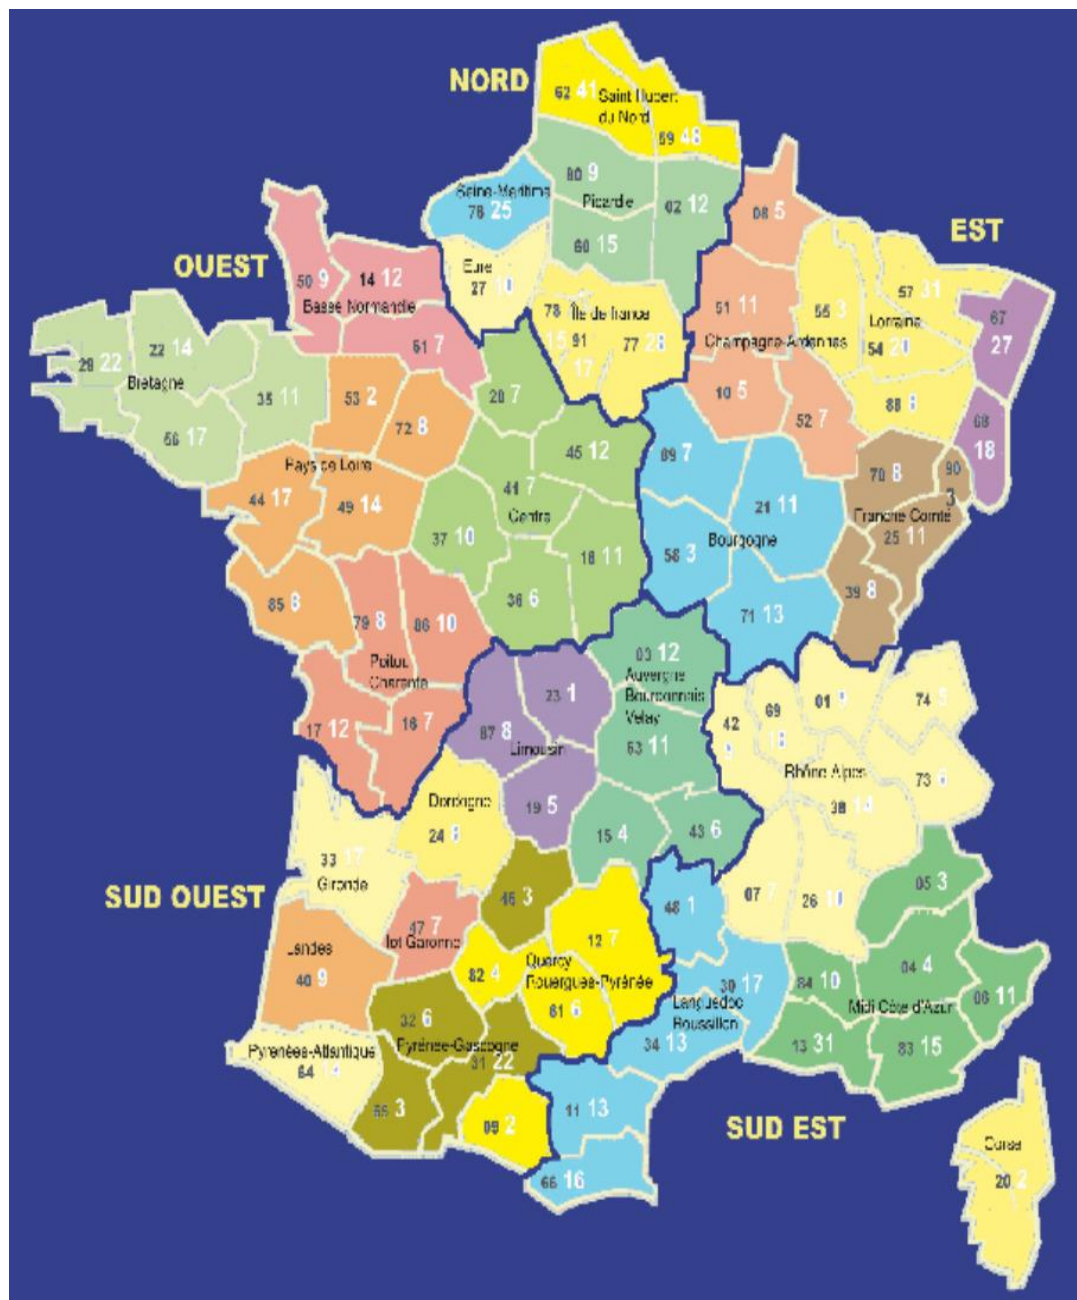 NORD
62 41 Saint Hubert
du Nord
59 48
80 9
Picardie
02 12
60 15
Seine-Maritime
76 25
Eure
27
08 5
EST
OUEST
50 9
14 12
Basse Normandie
61 7
78 Île de france
15 91
17
77
51 11
Champagne-Ardennes
10 5
52 7
55 3
57 31
Lorraine
54
88
67
27
68
18
29 22
22 14
Bretagne
35 11
56 17
53 2
72 8
Pays de Loire
44 17
49 14
85 8
28 7
45 12
41 7
Centre
37 10
18 11
36 6
89 7
21 11
Bourgogne
58 3
71 13
70 8
90
3
Franche Comté
25 11
39 8
79 8
86 10
Poitou
Charente
17 12
16 7
23 1
87 8
Limousin
19 5
03 12
Auvergne
Bourbonnais
Velay
63 11
15 4
43 6
42
69
01
74 5
Rhône-Alpes
73
38 14
07 7
26 10
Dordogne
24
33 17
Gironde
SUD OUEST
47 7
lot Garonne
46 3
Landes
40 9
82 4
12 7
Quercy
Rouergues-Pyrénée
81 6
32 6
Pyrénée-Gascogne
31 22
Pyrénées-Atlantique
64
65 3
09 2
48 1
30 17
Languedoc
Roussillon
34 13
11 13
66 16
05 3
84 10
04 4
06 11
Midi Côte d'Azur
13 31
83 15
SUD EST
Corse
20 2